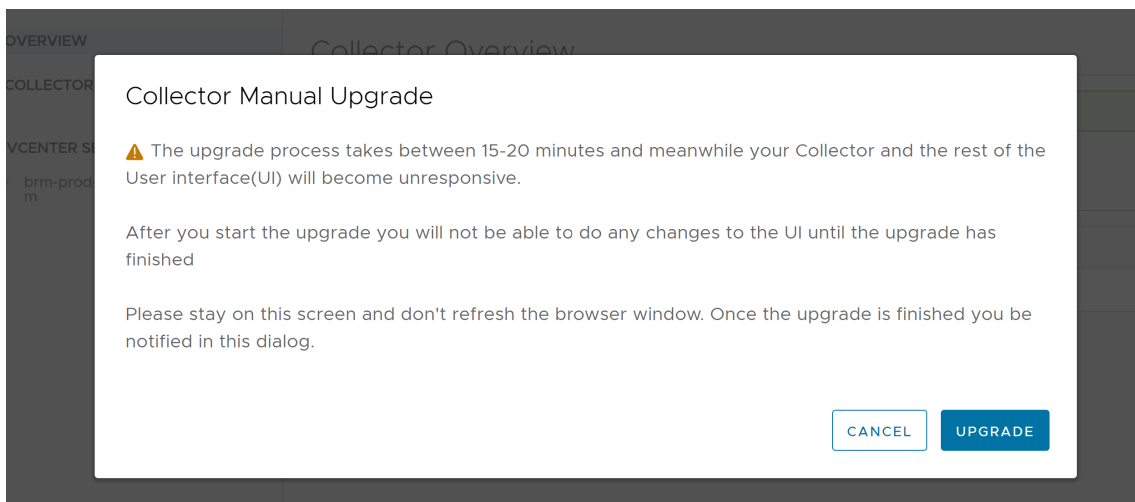 OVERVIEW
Collector Overview
COLLECTOR
VCENTER SE
brm-prod
m
Collector Manual Upgrade
The upgrade process takes between 15-20 minutes and meanwhile your Collector and the rest of the
User interface(UI) will become unresponsive.
After you start the upgrade you will not be able to do any changes to the UI until the upgrade has
finished
Please stay on this screen and don't refresh the browser window. Once the upgrade is finished you be
notified in this dialog.
CANCEL UPGRADE